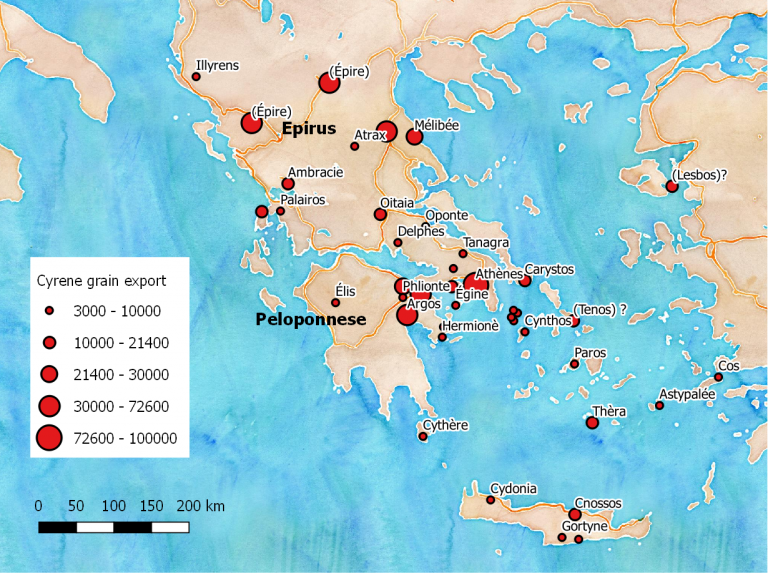 Illyrens
(Épire)
(Épire)
Epirus
Atrax
Mélibée
(Lesbos)?
Ambracie
Palairos
Oitaia
Oponte
Delphes
Tanagra
Athènes
Carystos
Phlionte
Égine
Élis
Argos
Peloponnese
Hermionè
Cynthos
(Tenos) ?
Paros
Cos
Astypalée
Thèra
Cythère
Cydonia
Cnossos
Gortyne
Cyrene grain export
3000 - 10000
10000 - 21400
21400 - 30000
30000 - 72600
72600 - 100000
0 50 100 150 200 km